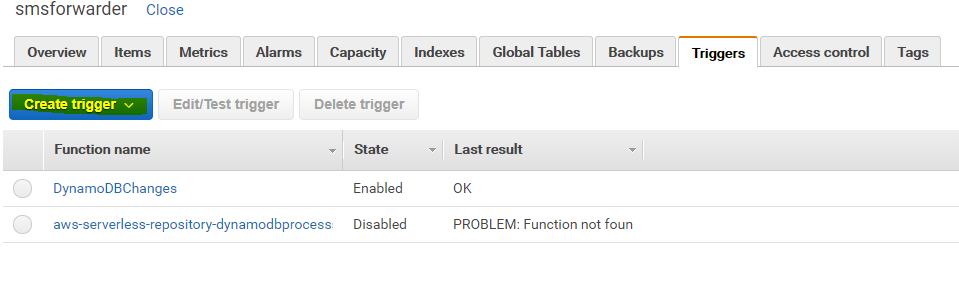 smsforwarder Close
Overview Items Metrics Alarms Capacity Indexes Global Tables Backups Triggers Access control Tags
Create trigger Edit/Test trigger Delete trigger
Function name State Last result
DynamoDBChanges Enabled OK
aws-serverless-repository-dynamodbprocess Disabled PROBLEM: Function not foun